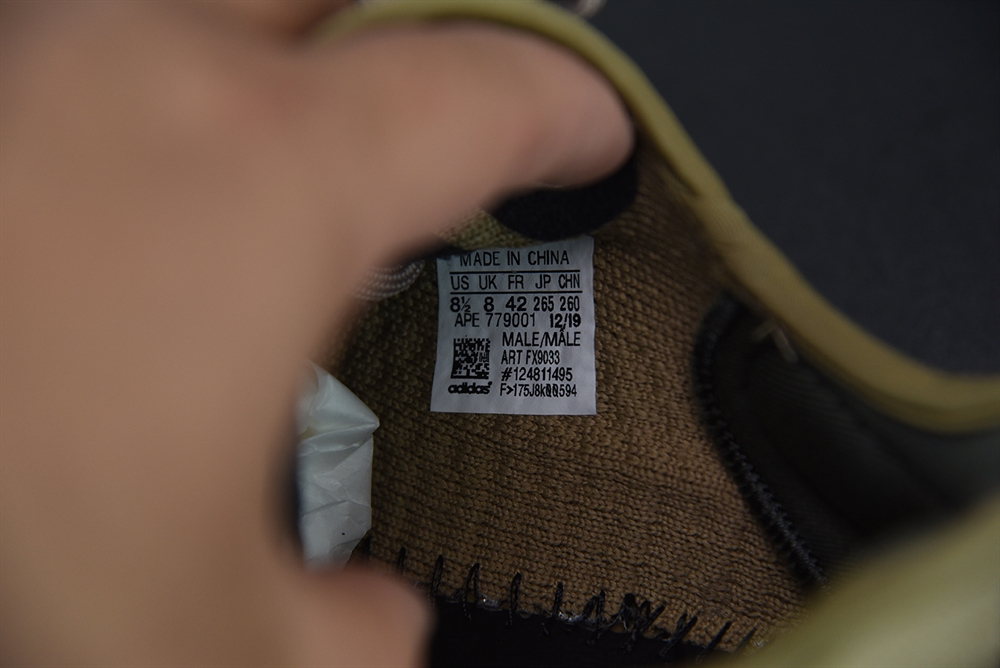 MADE IN CHINA
US UK FR JP CHN
8½ 8 42 265 260
APE 779001 12/19
MALE/MÂLE
ART FX9033
#124811495
adidas F>175J8kQQ594